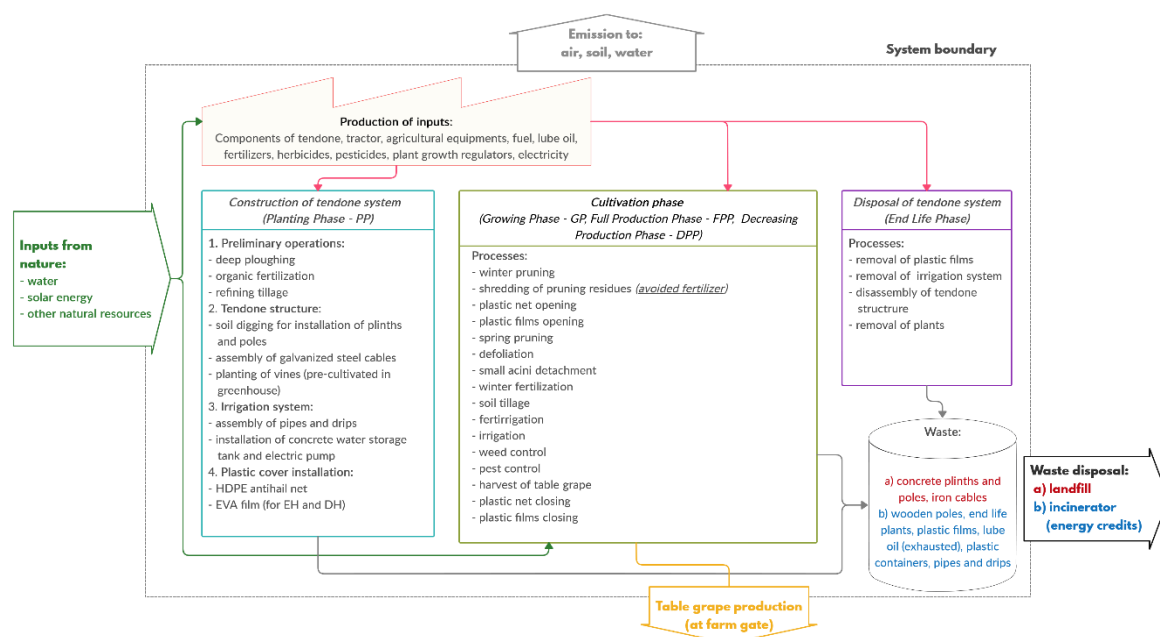 Emission to:
air, soil, water
System boundary
Production of inputs:
Components of tendone, tractor, agricultural equipments, fuel, lube oil,
fertilizers, herbicides, pesticides, plant growth regulators, electricity
Inputs from
nature:
- water
- solar energy
- other natural resources
Construction of tendone system
(Planting Phase - PP)
1. Preliminary operations:
- deep ploughing
- organic fertilization
- refining tillage
2. Tendone structure:
- soil digging for installation of plinths
and poles
- assembly of galvanized steel cables
- planting of vines (pre-cultivated in
greenhouse)
3. Irrigation system:
- assembly of pipes and drips
- installation of concrete water storage
tank and electric pump
4. Plastic cover installation:
- HDPE antihail net
- EVA film (for EH and DH)
Cultivation phase
(Growing Phase - GP, Full Production Phase - FPP, Decreasing
Production Phase - DPP)
Processes:
- winter pruning
- shredding of pruning residues (avoided fertilizer)
- plastic net opening
- plastic films opening
- spring pruning
- defoliation
- small acini detachment
- winter fertilization
- soil tillage
- fertirrigation
- irrigation
- weed control
- pest control
- harvest of table grape
- plastic net closing
- plastic films closing
Disposal of tendone system
(End Life Phase)
Processes:
- removal of plastic films
- removal of irrigation system
- disassembly of tendone
structrure
- removal of plants
Waste:
a) concrete plinths and
poles, iron cables
b) wooden poles, end life
plants, plastic films, lube
oil (exhausted), plastic
containers, pipes and drips
Waste disposal:
a) landfill
b) incinerator
(energy credits)
Table grape production
(at farm gate)